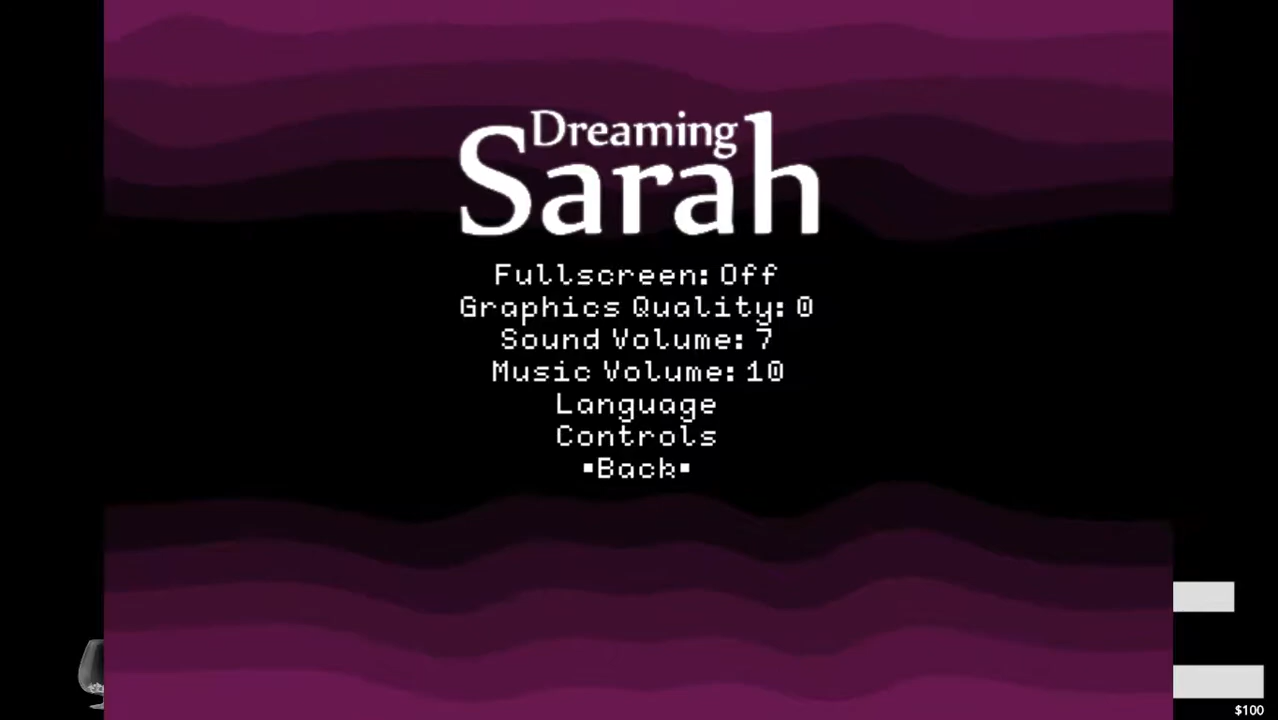 Dreaming
Sarah
Fullscreen: Off
Graphics Quality: 0
Sound Volume: 7
Music Volume: 10
Language
Controls
▪Back▪
$100